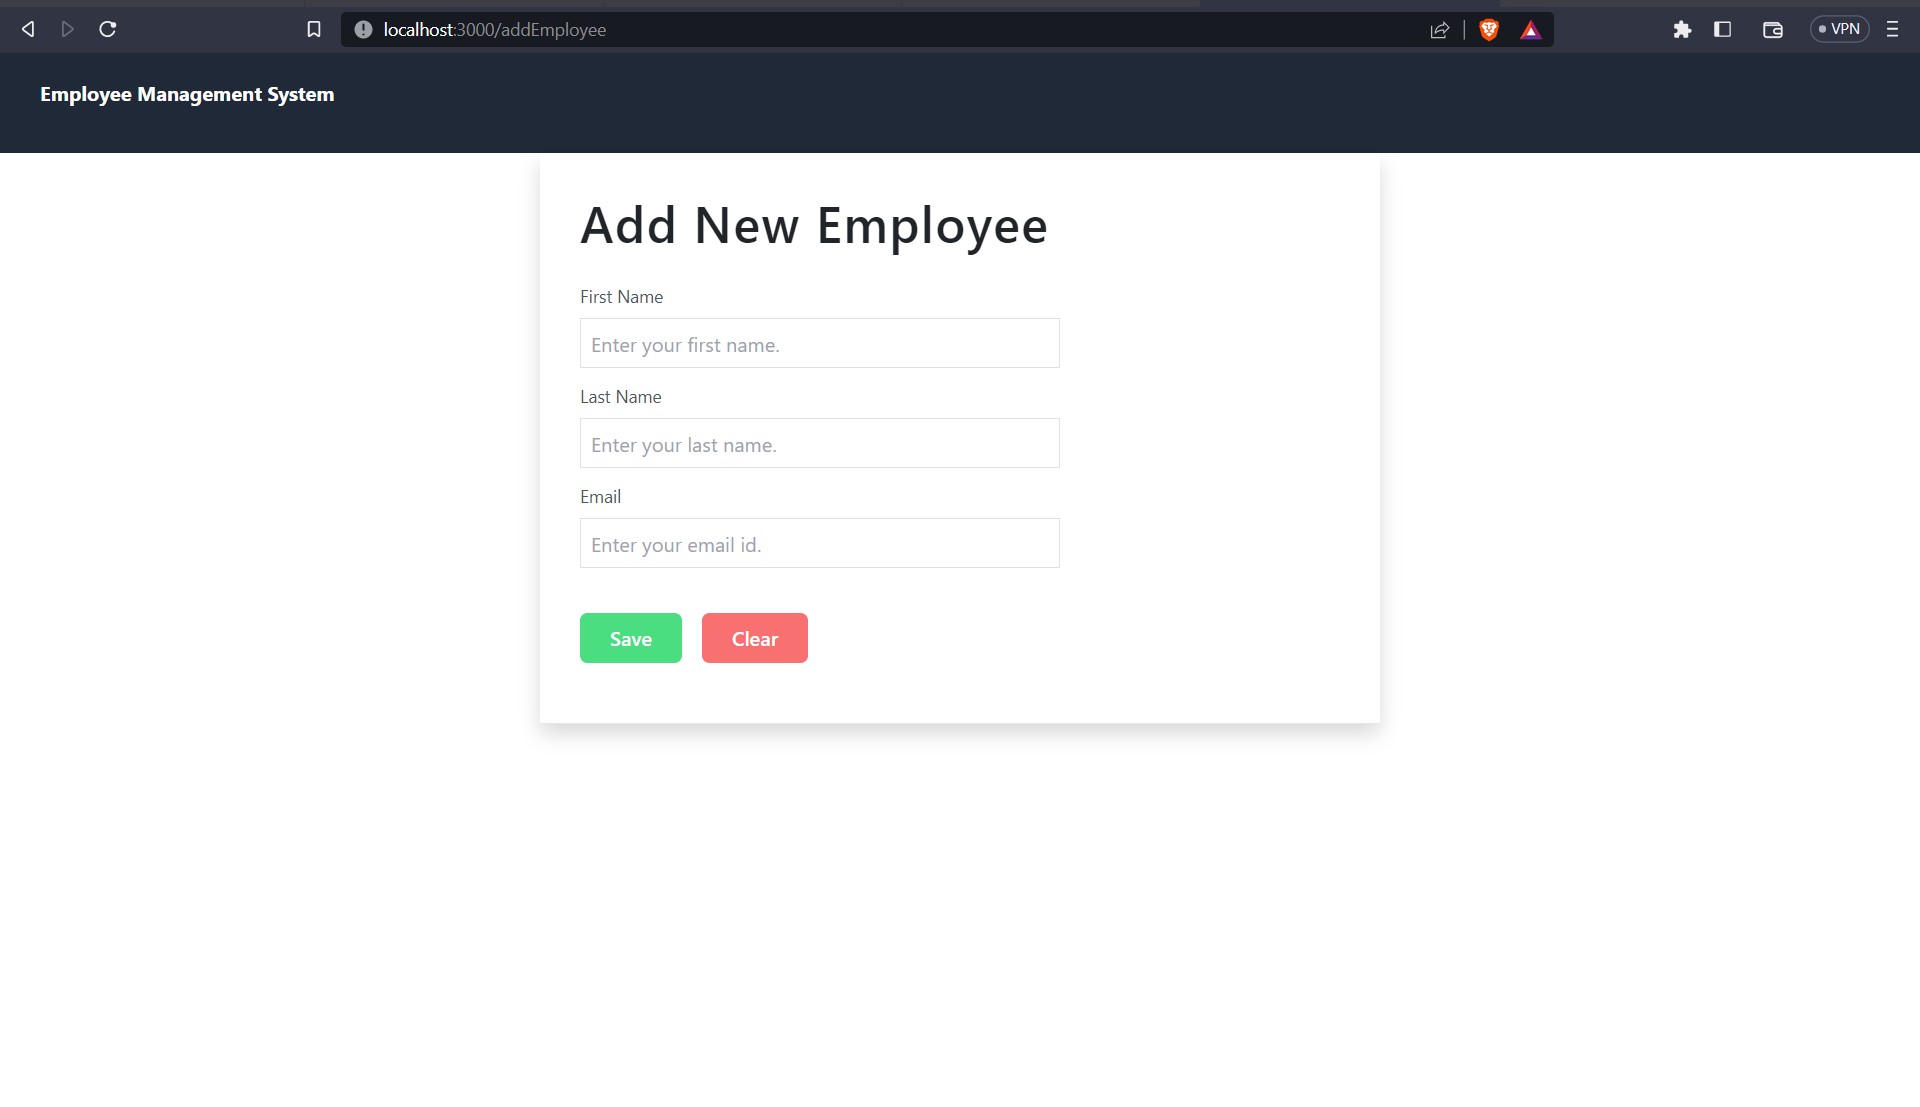 localhost:3000/addEmployee
VPN
Employee Management System
Add New Employee
First Name
Enter your first name.
Last Name
Enter your last name.
Email
Enter your email id.
Save
Clear